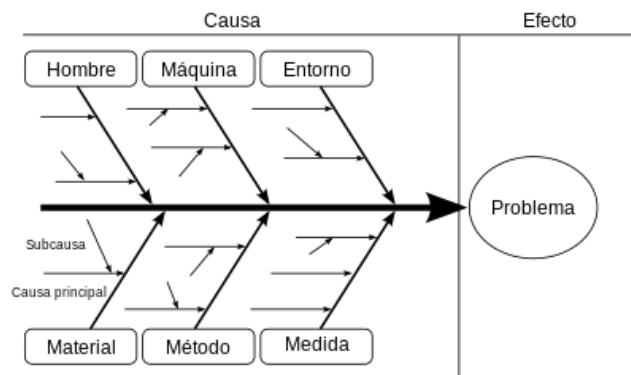 Causa
Efecto
Hombre
Máquina
Entorno
Problema
Subcausa
Causa principal
Material
Método
Medida